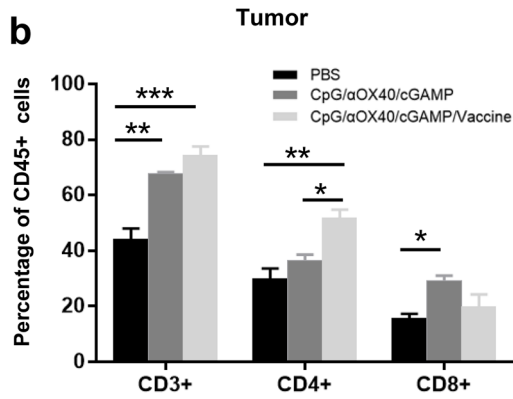 b
Tumor
PBS
CpG/αOX40/cGAMP
CpG/αOX40/cGAMP/Vaccine
Percentage of CD45+ cells
100
80
60
40
20
0
***
**
**
*
*
CD3+
CD4+
CD8+